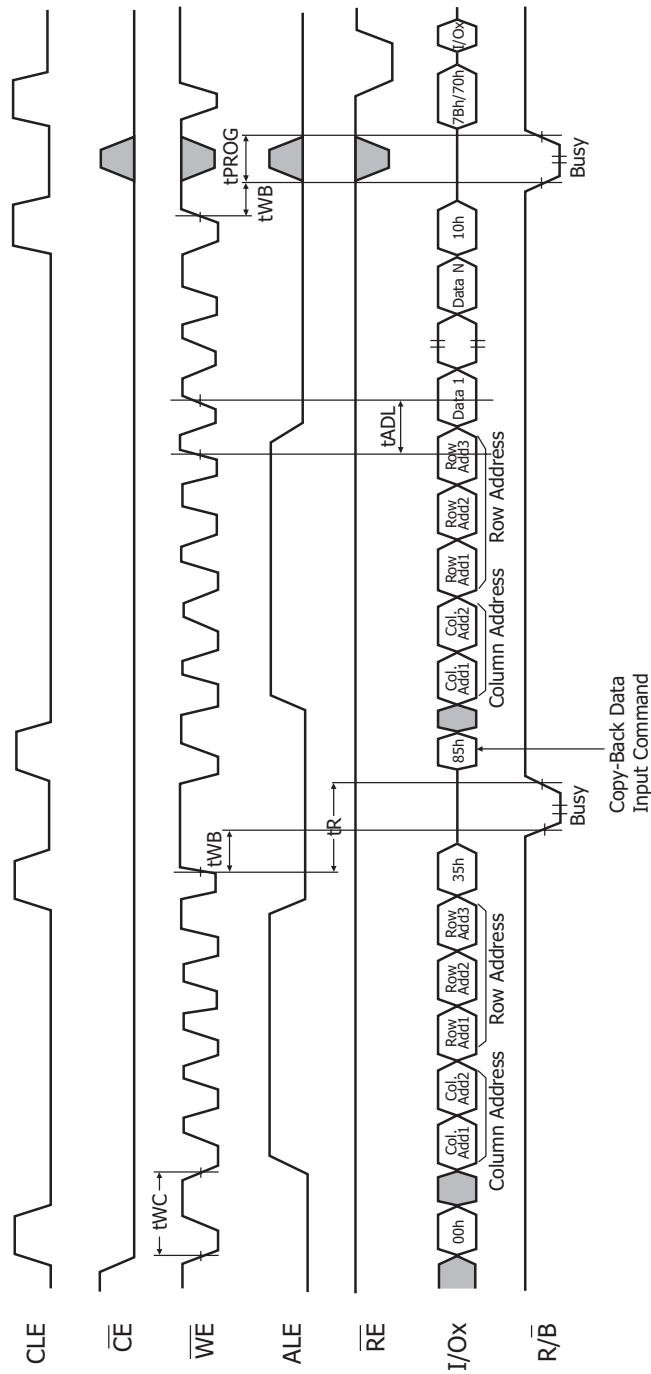 CLE
CE
WE
tWC
tWB
tWB
tPROG
ALE
tR
tADL
RE
I/Ox
00h
Col. Add1
Col. Add2
Row Add1
Row Add2
Row Add3
35h
85h
Col. Add1
Col. Add2
Row Add1
Row Add2
Row Add3
Data 1
Data N
10h
7Bh/70h
I/Ox
Column Address
Row Address
Column Address
Row Address
R/B
Busy
Busy
Copy-Back Data
Input Command